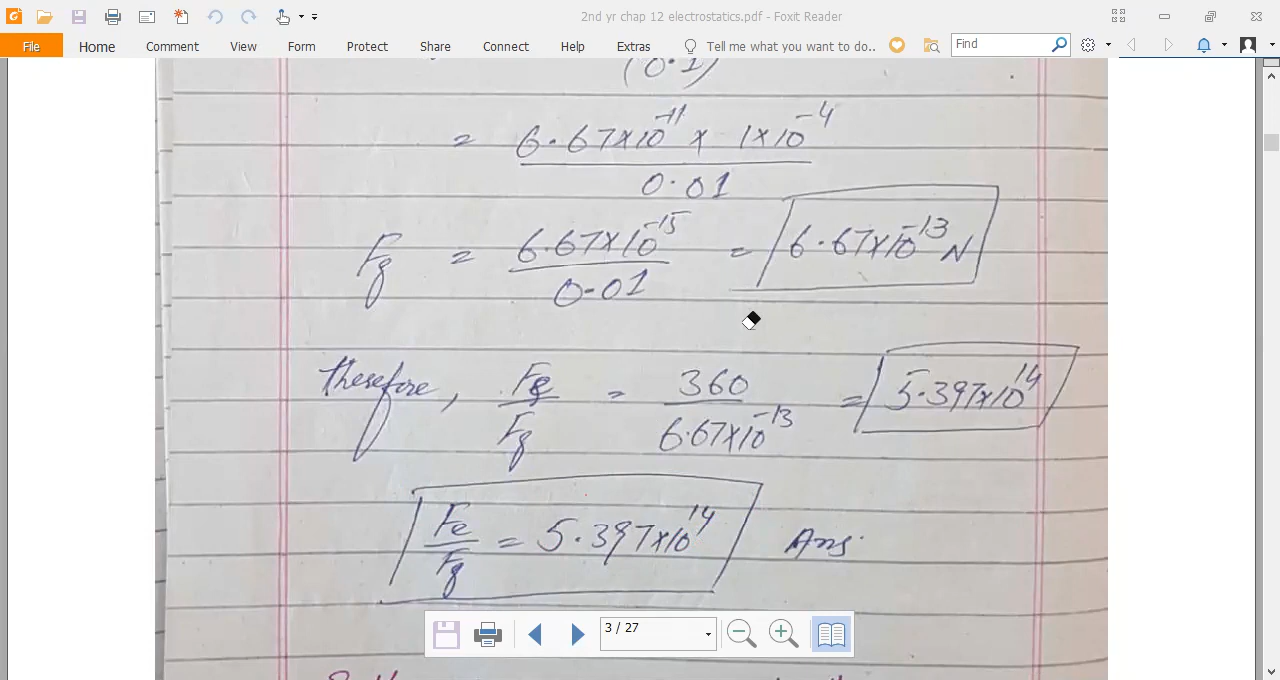 2nd yr chap 12 electrostatics.pdf - Foxit Reader
File Home Comment View Form Protect Share Connect Help Extras Tell me what you want to do.. Find
(0.1)
= 6.67×10⁻¹¹ × 1×10⁻⁴
0.01
Fg = 6.67×10⁻¹⁵ = 6.67×10⁻¹³ N
0.01
therefore, Fe = 360 = 5.397×10¹⁴
Fg 6.67×10⁻¹³
Fe = 5.397×10¹⁴ Ans.
Fg
3 / 27